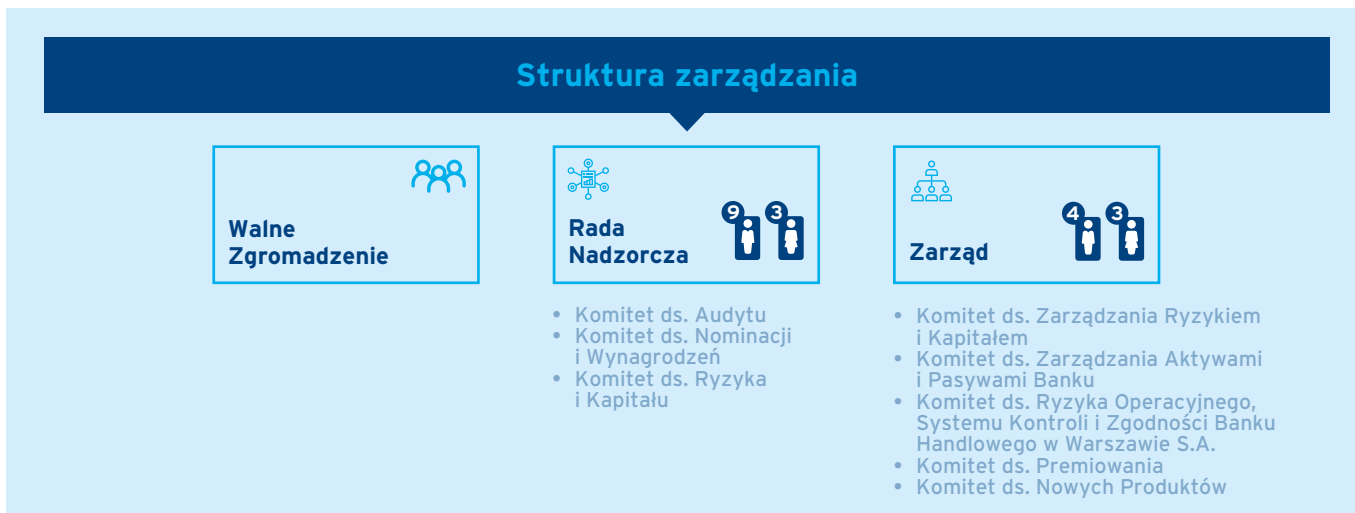 Struktura zarządzania
Walne
Zgromadzenie
Rada
Nadzorcza
9 3
• Komitet ds. Audytu
• Komitet ds. Nominacji
i Wynagrodzeń
• Komitet ds. Ryzyka
i Kapitału
Zarząd
4 3
• Komitet ds. Zarządzania Ryzykiem
i Kapitałem
• Komitet ds. Zarządzania Aktywami
i Pasywami Banku
• Komitet ds. Ryzyka Operacyjnego,
Systemu Kontroli i Zgodności Banku
Handlowego w Warszawie S.A.
• Komitet ds. Premiowania
• Komitet ds. Nowych Produktów